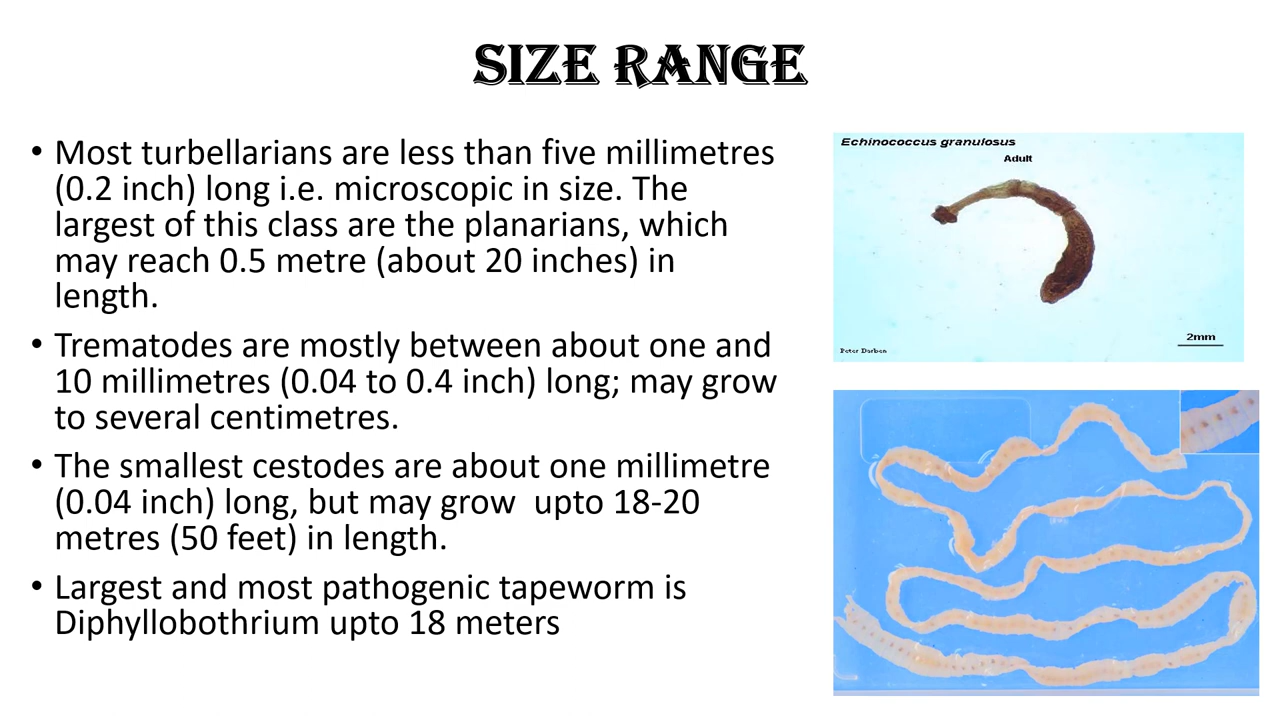 SIZE RANGE
• Most turbellarians are less than five millimetres
(0.2 inch) long i.e. microscopic in size. The
largest of this class are the planarians, which
may reach 0.5 metre (about 20 inches) in
length.
• Trematodes are mostly between about one and
10 millimetres (0.04 to 0.4 inch) long; may grow
to several centimetres.
• The smallest cestodes are about one millimetre
(0.04 inch) long, but may grow  upto 18-20
metres (50 feet) in length.
• Largest and most pathogenic tapeworm is
Diphyllobothrium upto 18 meters
Echinococcus granulosus
Adult
2mm
Peter Darben